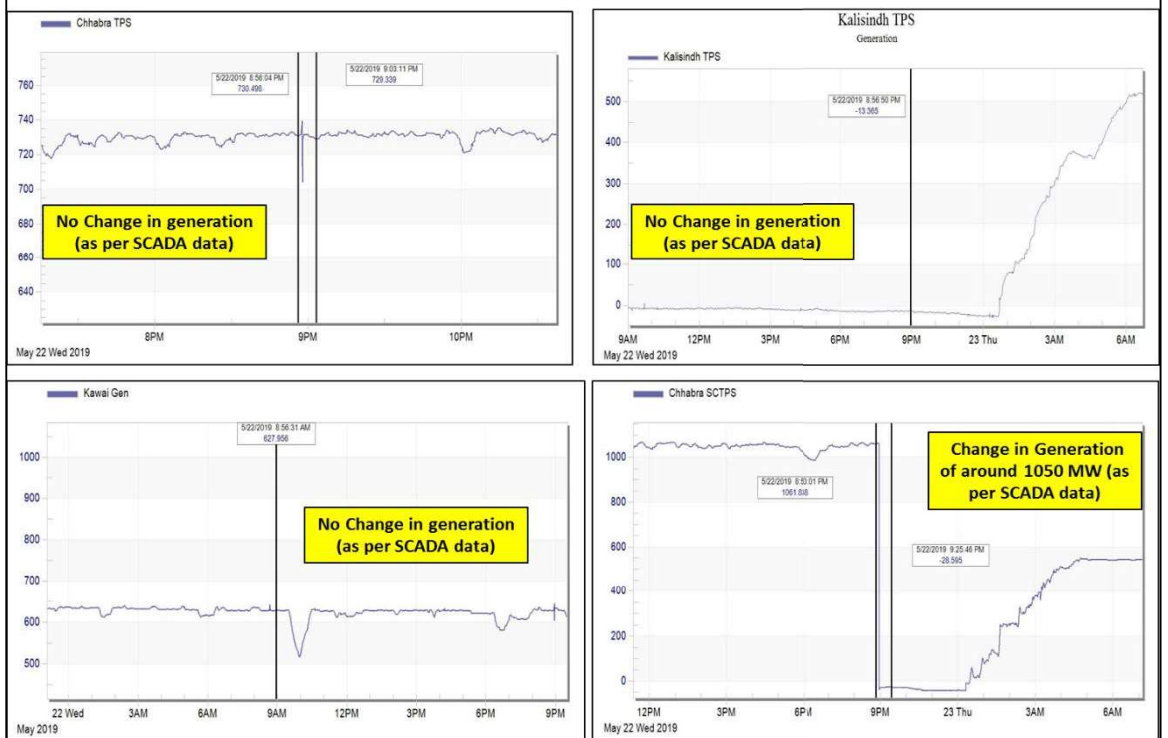 Chhabra TPS
5/22/2019 8:56:04 PM
730.498
5/22/2019 9:03:11 PM
729.339
760
740
720
700
680
660
640
No Change in generation
(as per SCADA data)
8PM
9PM
10PM
May 22 Wed 2019
Kalisindh TPS
Generation
Kalisindh TPS
5/22/2019 8:56:50 PM
-13.365
500
400
300
200
100
0
No Change in generation
(as per SCADA data)
9AM
12PM
3PM
6PM
9PM
23 Thu
3AM
6AM
May 22 Wed 2019
Kawai Gen
5/22/2019 8:56:31 AM
627.956
1000
900
800
700
600
500
No Change in generation
(as per SCADA data)
22 Wed
3AM
6AM
9AM
12PM
3PM
6PM
9PM
May 2019
Chhabra SCTPS
Change in Generation
of around 1050 MW (as
per SCADA data)
5/22/2019
PM
5/22/2019 9:25:46 PM
-28.595
1000
800
600
400
200
0
12PM
3PM
6PM
9PM
23 Thu
3AM
6AM
May 22 Wed 2019